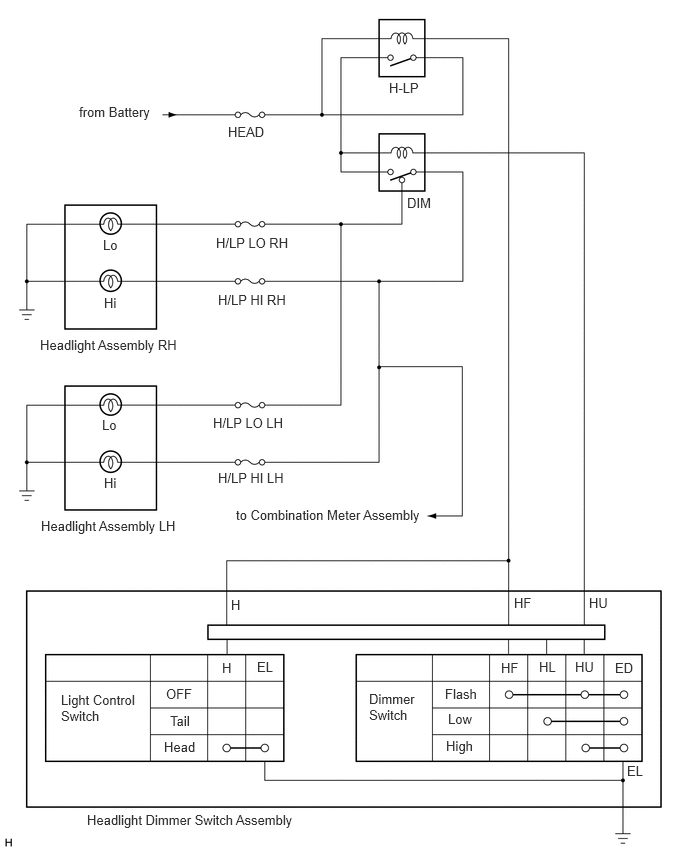 H-LP
from Battery
HEAD
DIM
H/LP LO RH
Lo
H/LP HI RH
Hi
Headlight Assembly RH
H/LP LO LH
Lo
H/LP HI LH
Hi
to Combination Meter Assembly
Headlight Assembly LH
H
HF
HU
H EL
HF HL HU ED
Light Control
Switch
OFF
Tail
Head
Dimmer
Switch
Flash
Low
High
EL
Headlight Dimmer Switch Assembly
H